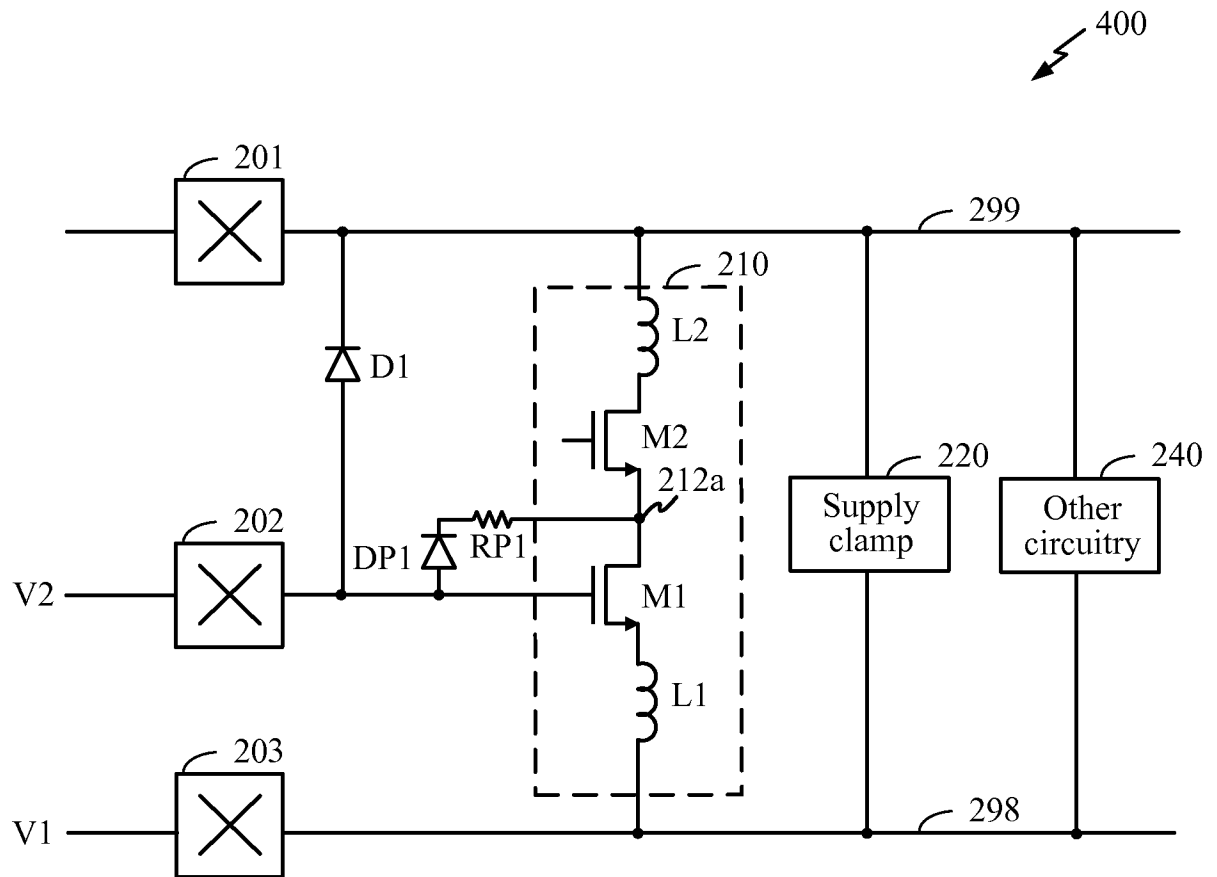 400
201
299
210
L2
D1
M2
212a
220
240
Supply
clamp
Other
circuitry
202
RP1
DP1
V2
M1
L1
203
298
V1